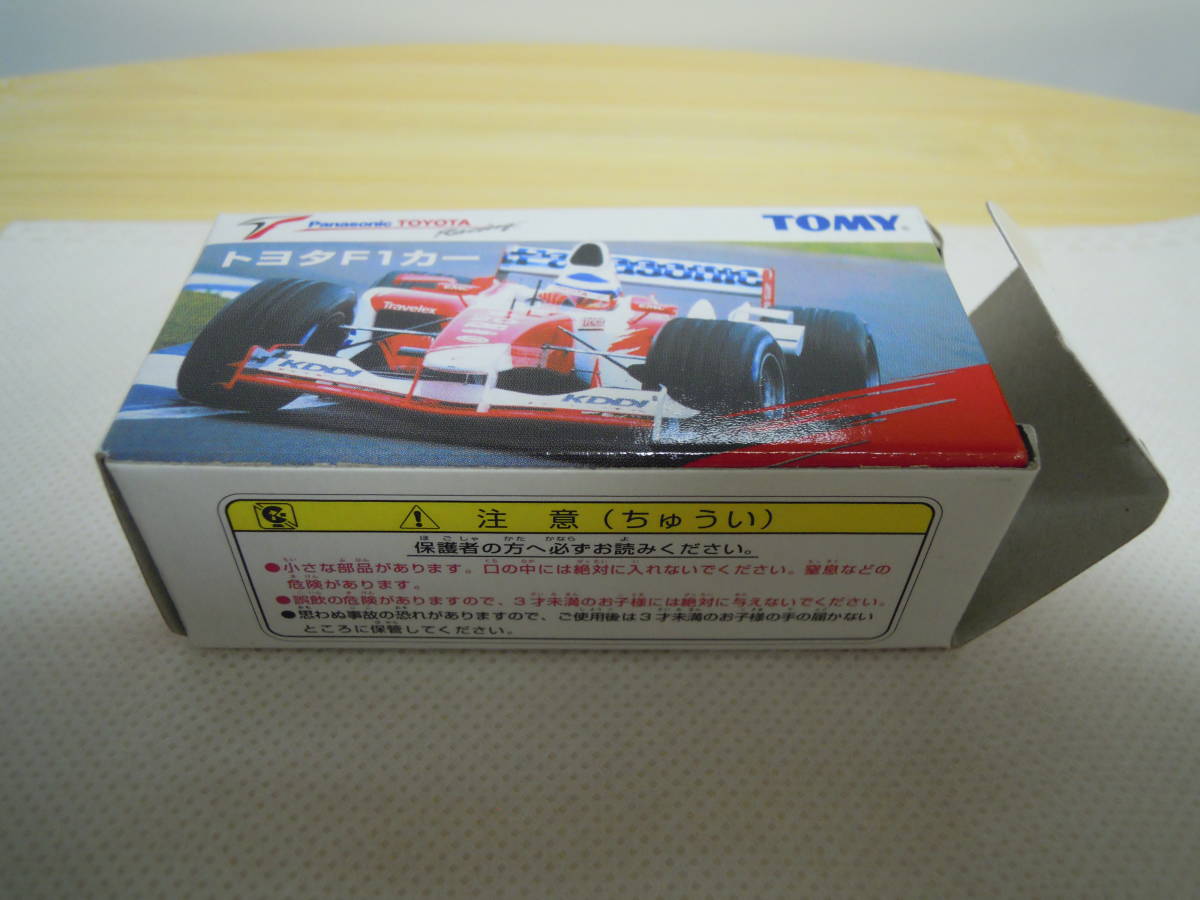 Panasonic TOYOTA
Racing
TOMY
トヨタF1カー
Panasonic
Travelex
KDDI
KDDI
注 意（ちゅうい）
保護者の方へ必ずお読みください。
●小さな部品があります。口の中には絶対に入れないでください。窒息などの
危険があります。
●誤飲の危険がありますので、3才未満のお子様には絶対に与えないでください。
●思わぬ事故の恐れがありますので、ご使用後は3才未満のお子様の手の届かない
ところに保管してください。